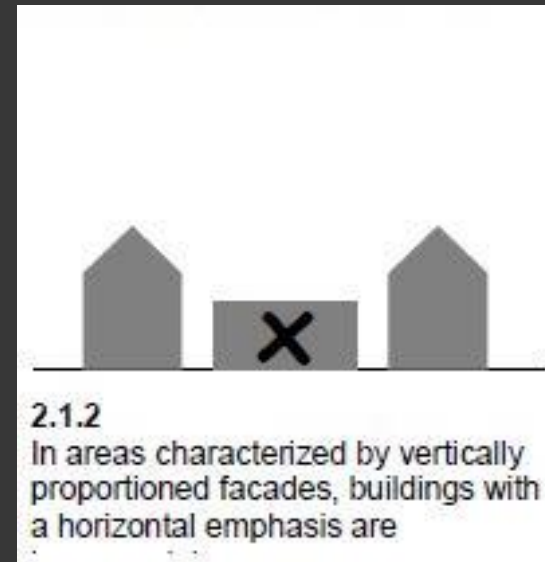 2.1.2
In areas characterized by vertically
proportioned facades, buildings with
a horizontal emphasis are